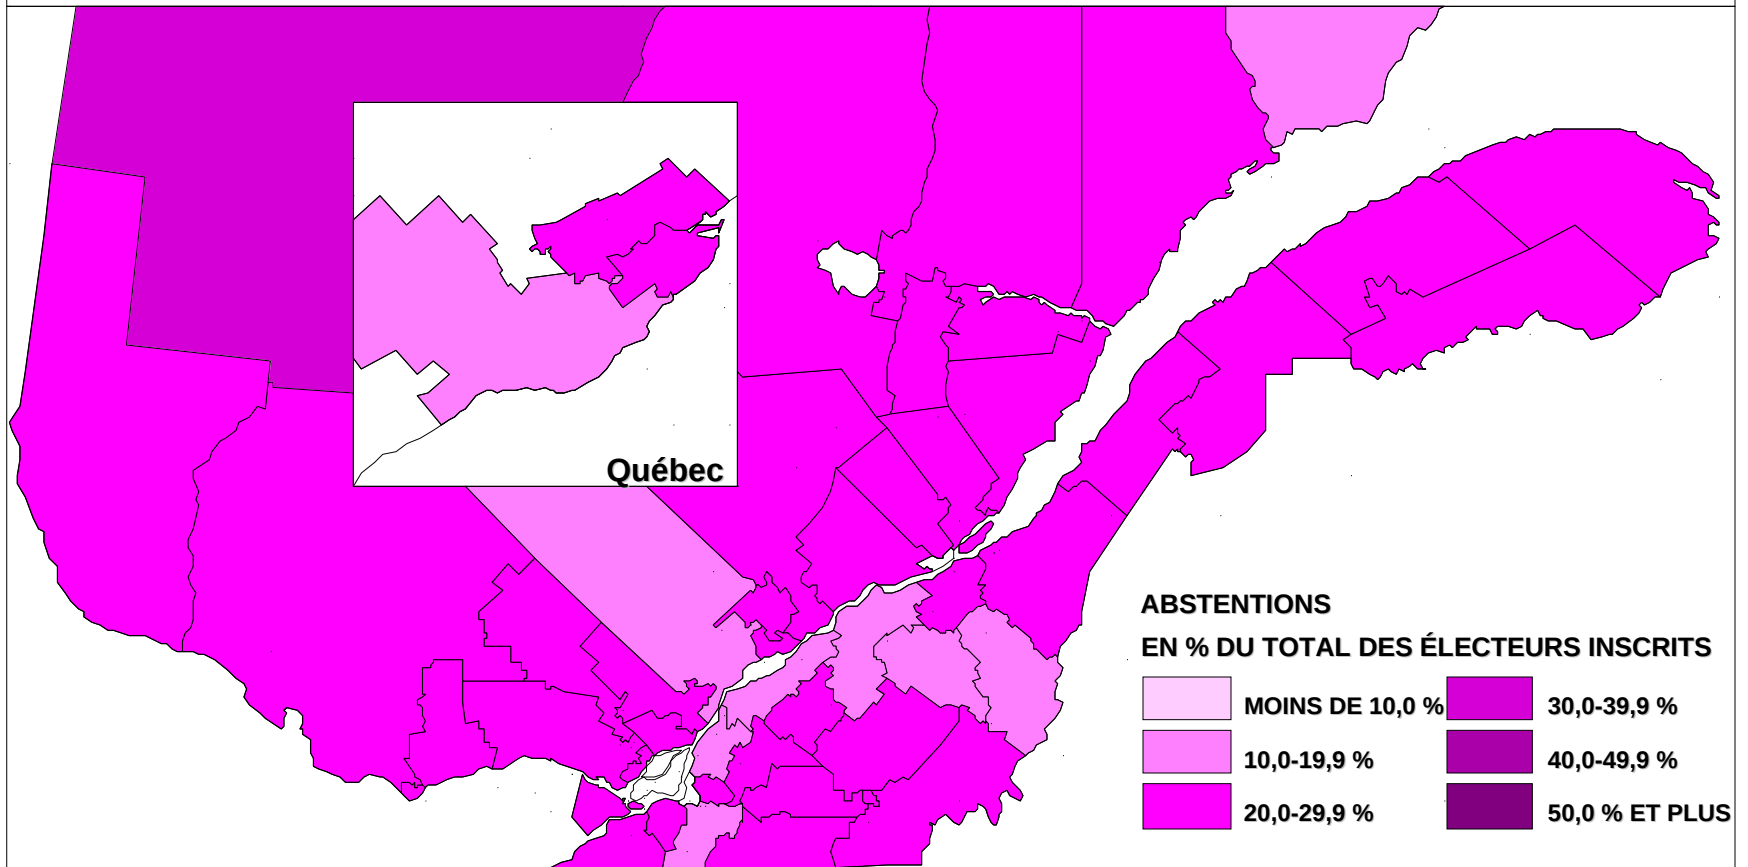 Québec
ABSTENTIONS
EN % DU TOTAL DES ÉLECTEURS INSCRITS
MOINS DE 10,0 %
10,0-19,9 %
20,0-29,9 %
30,0-39,9 %
40,0-49,9 %
50,0 % ET PLUS